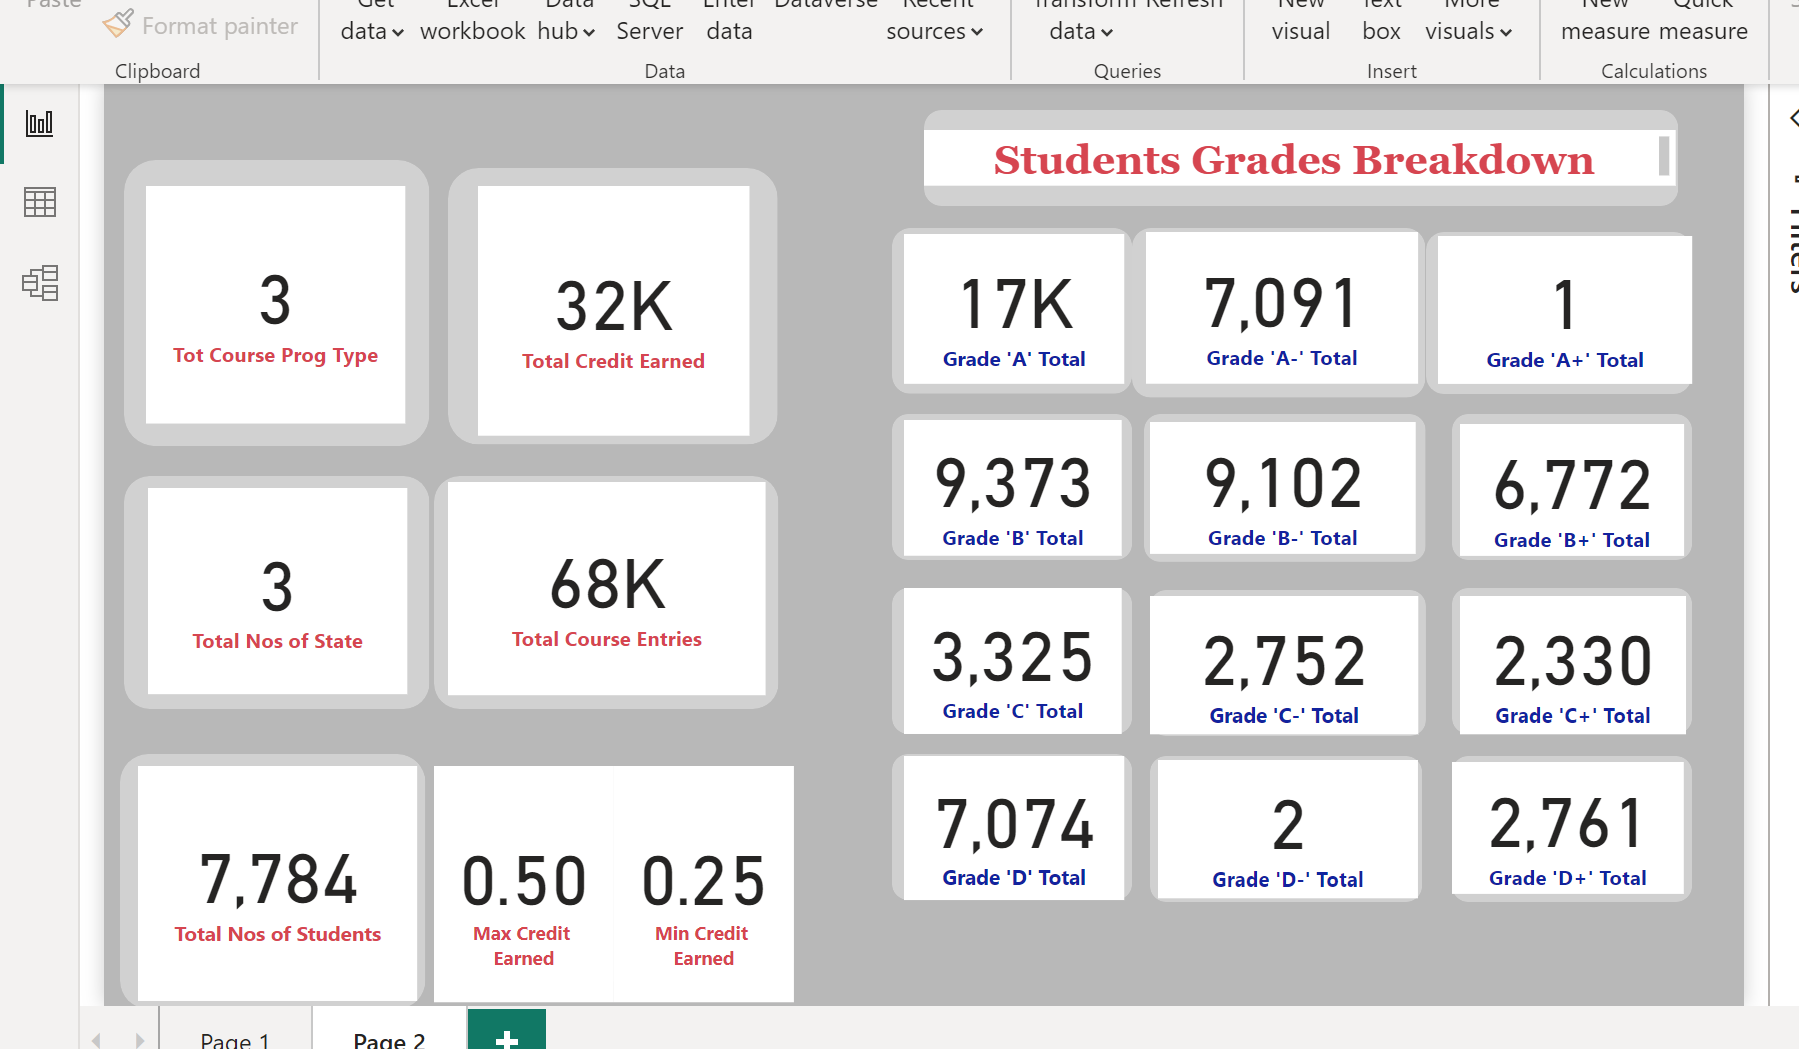 Paste
Format painter
Clipboard
Get data
Excel workbook
Data hub
SQL Server
Enter data
Dataverse
Recent sources
Data
Transform data
Refresh
Queries
New visual
Text box
More visuals
Insert
New measure
Quick measure
Calculations
Filters
3
Tot Course Prog Type
32K
Total Credit Earned
3
Total Nos of State
68K
Total Course Entries
7,784
Total Nos of Students
0.50
Max Credit
Earned
0.25
Min Credit
Earned
Students Grades Breakdown
17K
Grade 'A' Total
7,091
Grade 'A-' Total
1
Grade 'A+' Total
9,373
Grade 'B' Total
9,102
Grade 'B-' Total
6,772
Grade 'B+' Total
3,325
Grade 'C' Total
2,752
Grade 'C-' Total
2,330
Grade 'C+' Total
7,074
Grade 'D' Total
2
Grade 'D-' Total
2,761
Grade 'D+' Total
Page 1
Page 2